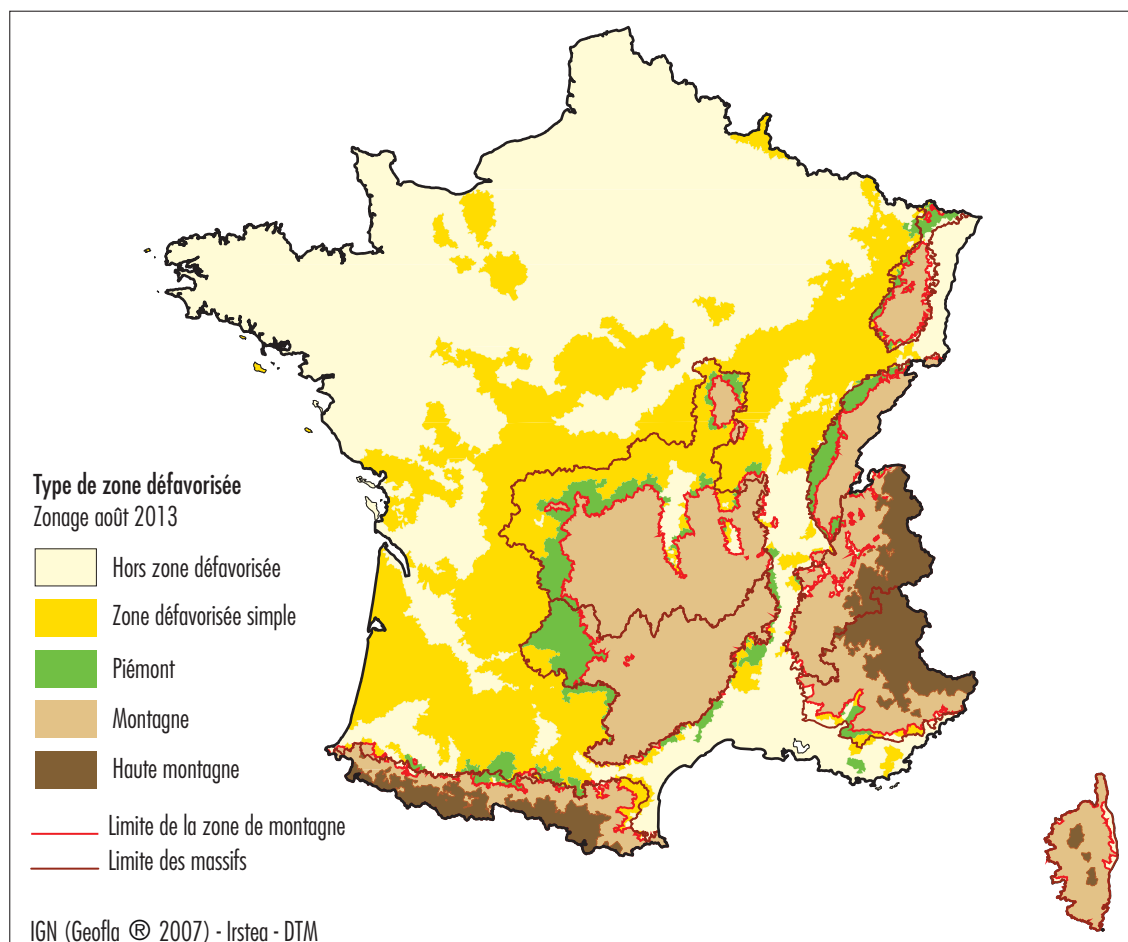 Type de zone défavorisée
Zonage août 2013
Hors zone défavorisée
Zone défavorisée simple
Piémont
Montagne
Haute montagne
Limite de la zone de montagne
Limite des massifs
IGN (Geofla ® 2007) - Irstea - DTM